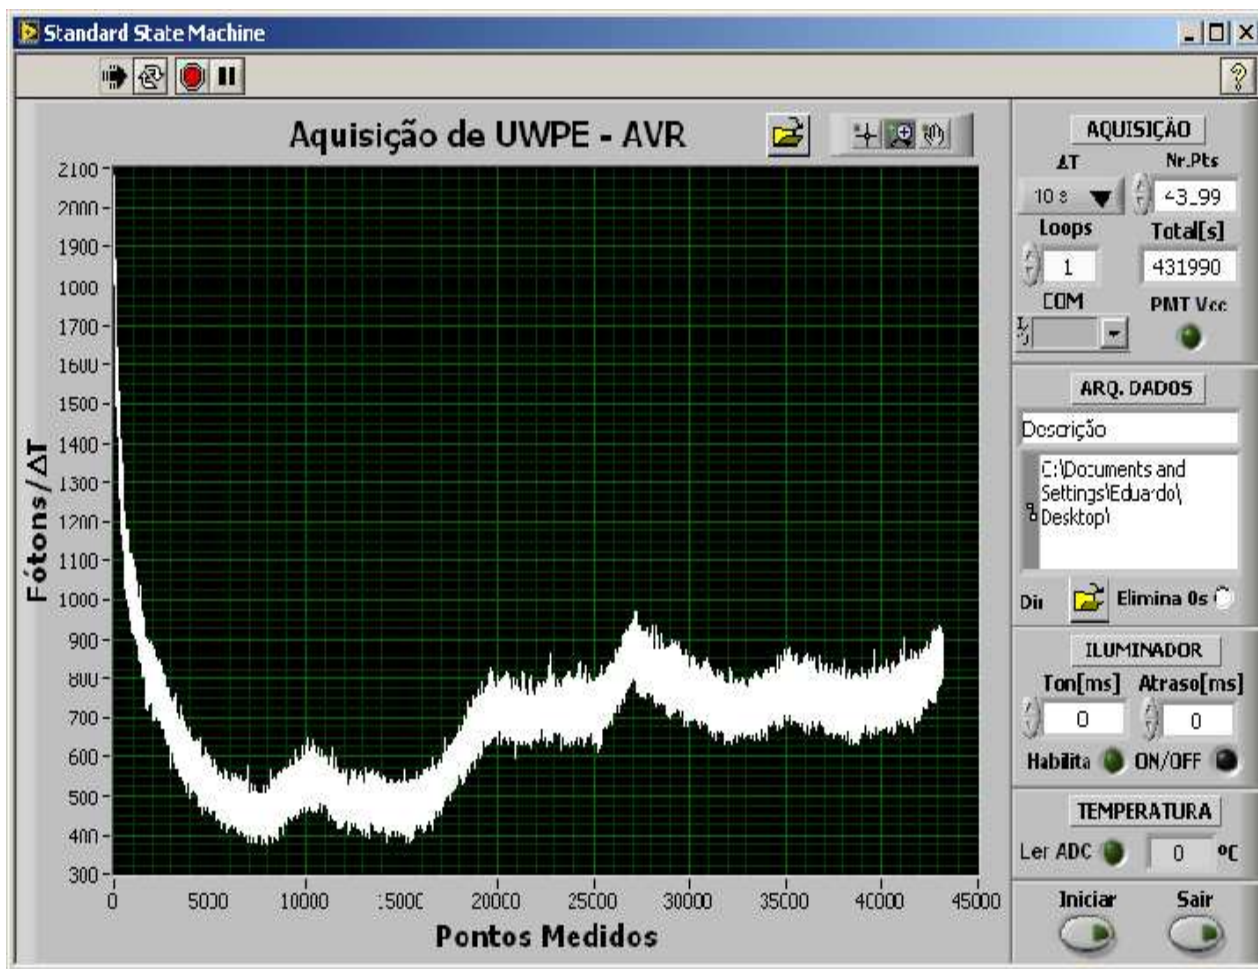 Standard State Machine
Aquisição de UWPE - AVR
2100
2000
1900
1800
1700
1600
1500
1400
1300
1200
1100
1000
900
800
700
600
500
400
300
Fótons/ΔT
0
5000
10000
15000
20000
25000
30000
35000
40000
45000
Pontos Medidos
AQUISIÇÃO
ΔT Nr.Pts
10 s
Loops Total[s]
1 431990
COM PMT Vcc
ARQ. DADOS
Descrição
C:\Documents and
Settings\Eduardo\
Desktop\
Dir Elimina 0s
ILUMINADOR
Ton[ms] Atraso[ms]
0 0
Habilita ON/OFF
TEMPERATURA
Ler ADC 0 ºC
Iniciar Sair